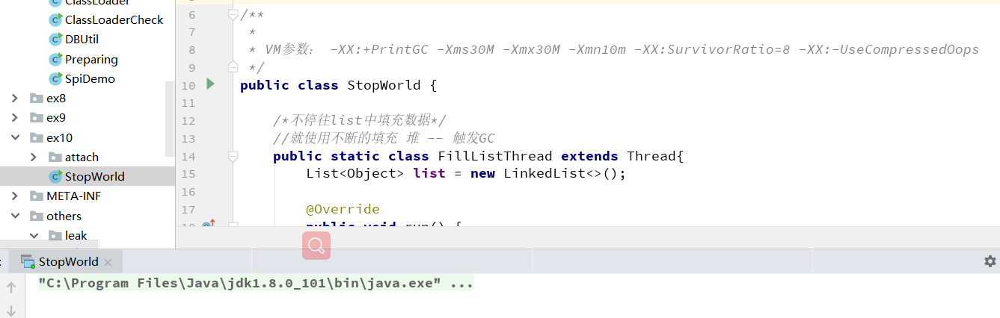 ClassLoader
ClassLoaderCheck
DBUtil
Preparing
SpiDemo
ex8
ex9
ex10
attach
StopWorld
META-INF
others
leak
6 /**
7 *
8 * VM参数： -XX:+PrintGC -Xms30M -Xmx30M -Xmn10m -XX:SurvivorRatio=8 -XX:-UseCompressedOops
9 */
10 public class StopWorld {
11
12 /*不停往list中填充数据*/
13 //就使用不断的填充 堆 -- 触发GC
14 public static class FillListThread extends Thread{
15 List<Object> list = new LinkedList<>();
16
17 @Override
18 public void run() {
StopWorld
"C:\Program Files\Java\jdk1.8.0_101\bin\java.exe" ...